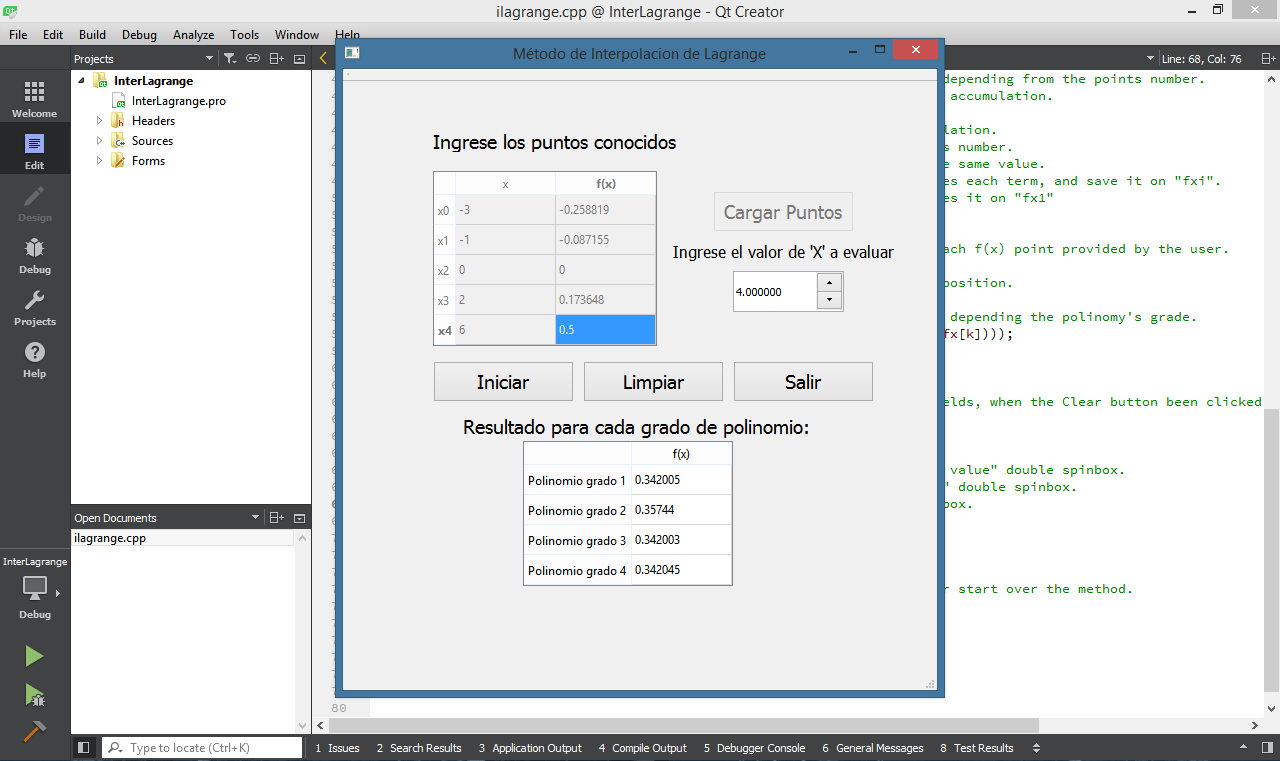 ilagrange.cpp @ InterLagrange - Qt Creator
File Edit Build Debug Analyze Tools Window Help
Projects
Método de Interpolacion de Lagrange
Line: 68, Col: 76
Welcome
Edit
Design
Debug
Projects
Help
InterLagrange
InterLagrange.pro
Headers
Sources
Forms
depending from the points number.
accumulation.
lation.
s number.
e same value.
es each term, and save it on "fxi".
es it on "fx1"
ach f(x) point provided by the user.
position.
depending the polinomy's grade.
fx[k])));
elds, when the Clear button been clicked
value" double spinbox.
" double spinbox.
box.
r start over the method.
80
Ingrese los puntos conocidos
x f(x)
x0 -3 -0.258819
x1 -1 -0.087155
x2 0 0
x3 2 0.173648
x4 6 0.5
Cargar Puntos
Ingrese el valor de 'X' a evaluar
4.000000
Iniciar Limpiar Salir
Resultado para cada grado de polinomio:
f(x)
Polinomio grado 1 0.342005
Polinomio grado 2 0.35744
Polinomio grado 3 0.342003
Polinomio grado 4 0.342045
Open Documents
ilagrange.cpp
InterLagrange
Debug
Type to locate (Ctrl+K)
1 Issues 2 Search Results 3 Application Output 4 Compile Output 5 Debugger Console 6 General Messages 8 Test Results